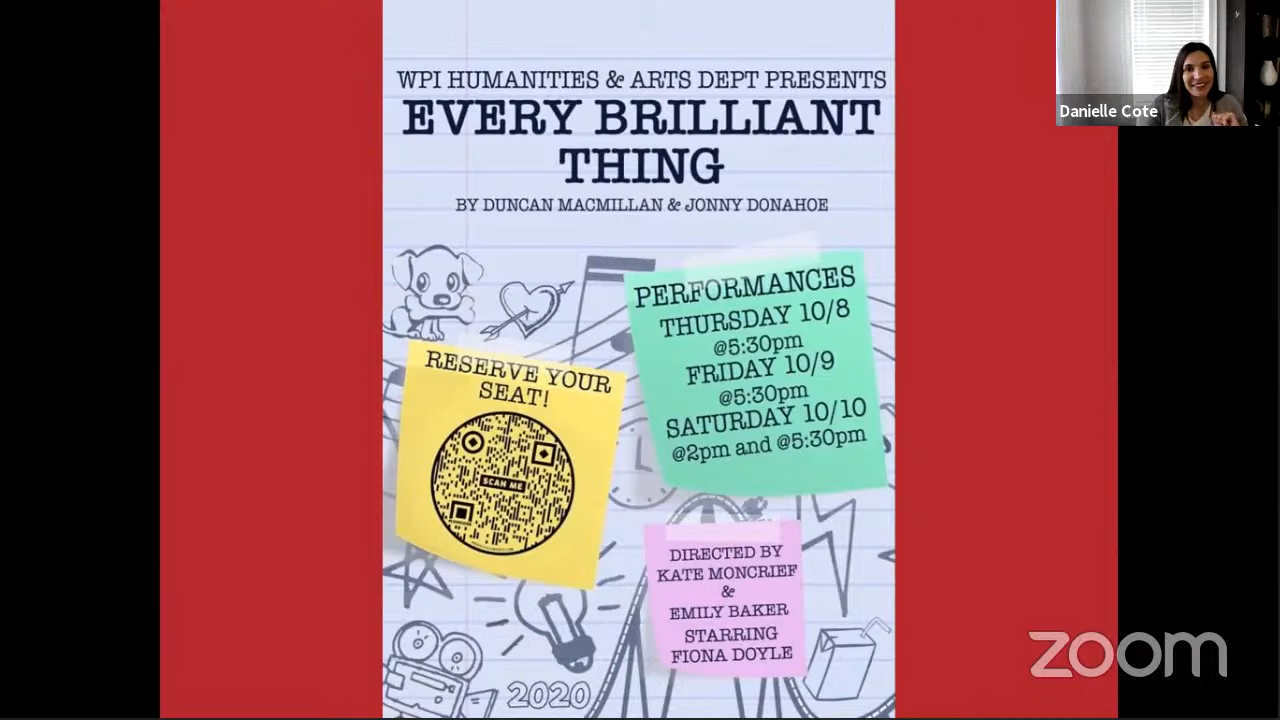 WPI HUMANITIES & ARTS DEPT PRESENTS
EVERY BRILLIANT
THING
BY DUNCAN MACMILLAN & JONNY DONAHOE
PERFORMANCES
THURSDAY 10/8
@5:30pm
FRIDAY 10/9
@5:30pm
SATURDAY 10/10
@2pm and @5:30pm
RESERVE YOUR
SEAT!
SCAN ME
DIRECTED BY
KATE MONCRIEF
&
EMILY BAKER
STARRING
FIONA DOYLE
2020
Danielle Cote
zoom